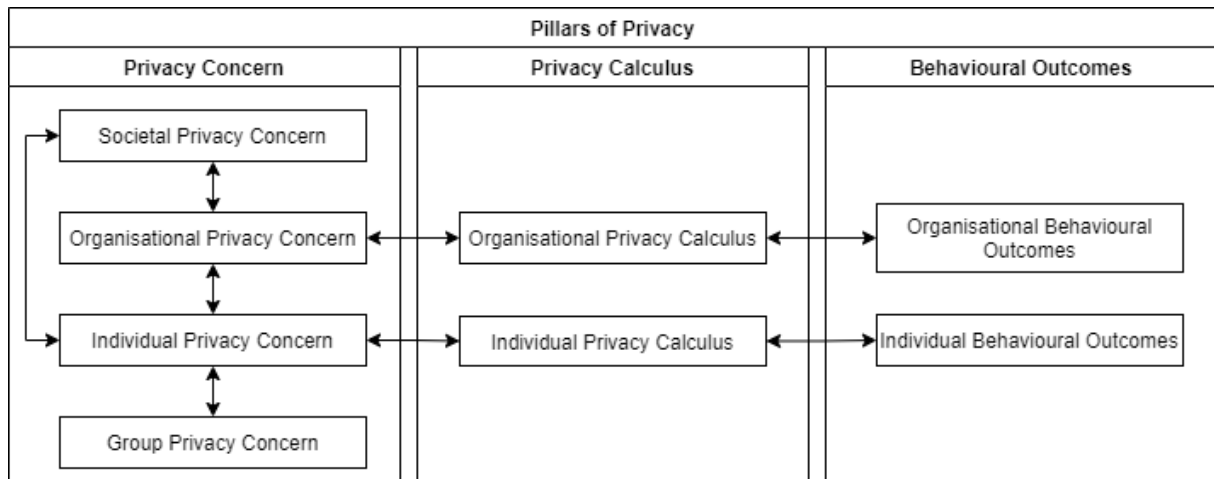 Pillars of Privacy
Privacy Concern
Privacy Calculus
Behavioural Outcomes
Societal Privacy Concern
Organisational Privacy Concern
Organisational Privacy Calculus
Organisational Behavioural
Outcomes
Individual Privacy Concern
Individual Privacy Calculus
Individual Behavioural Outcomes
Group Privacy Concern